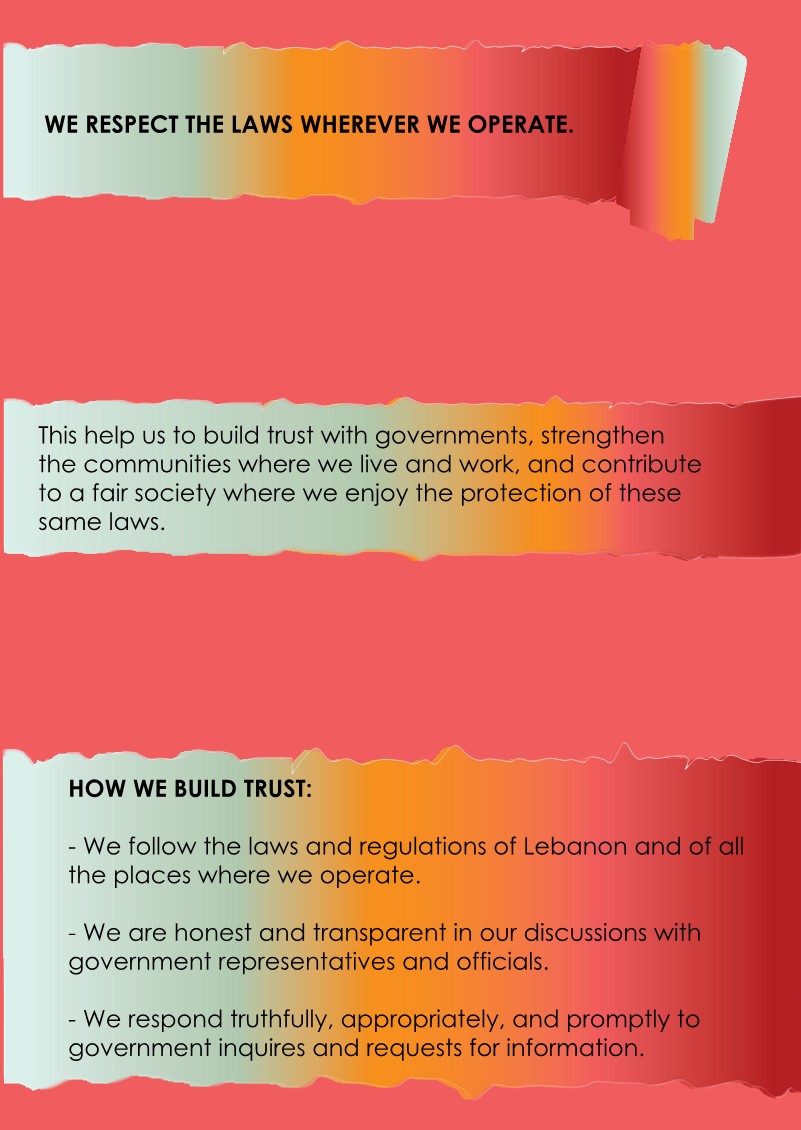 WE RESPECT THE LAWS WHEREVER WE OPERATE.
This help us to build trust with governments, strengthen
the communities where we live and work, and contribute
to a fair society where we enjoy the protection of these
same laws.
HOW WE BUILD TRUST:
- We follow the laws and regulations of Lebanon and of all
the places where we operate.
- We are honest and transparent in our discussions with
government representatives and officials.
- We respond truthfully, appropriately, and promptly to
government inquires and requests for information.